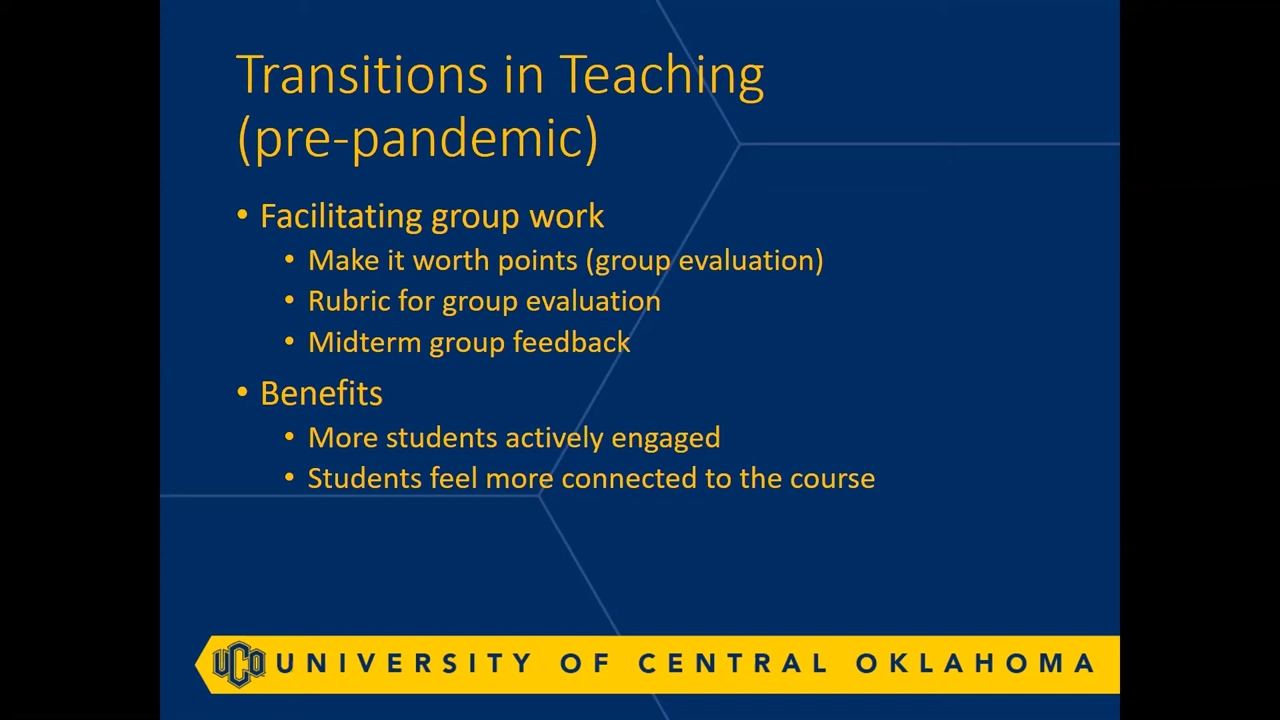 Transitions in Teaching
(pre-pandemic)
• Facilitating group work
• Make it worth points (group evaluation)
• Rubric for group evaluation
• Midterm group feedback
• Benefits
• More students actively engaged
• Students feel more connected to the course
UCO UNIVERSITY OF CENTRAL OKLAHOMA